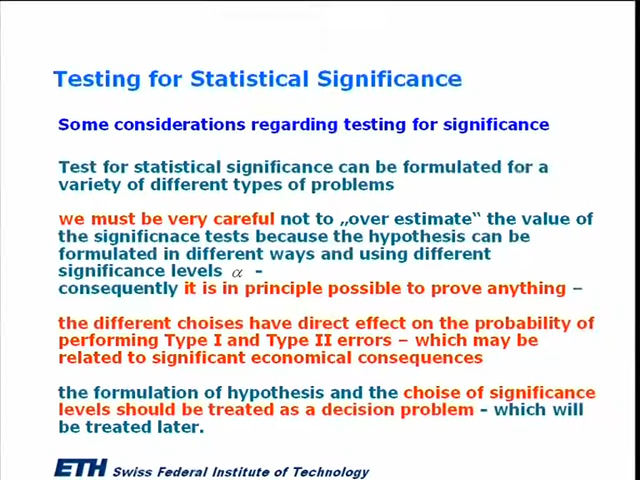 Testing for Statistical Significance
Some considerations regarding testing for significance
Test for statistical significance can be formulated for a
variety of different types of problems
we must be very careful not to „over estimate“ the value of
the significnace tests because the hypothesis can be
formulated in different ways and using different
significance levels α -
consequently it is in principle possible to prove anything –
the different choises have direct effect on the probability of
performing Type I and Type II errors – which may be
related to significant economical consequences
the formulation of hypothesis and the choise of significance
levels should be treated as a decision problem – which will
be treated later.
ETH Swiss Federal Institute of Technology